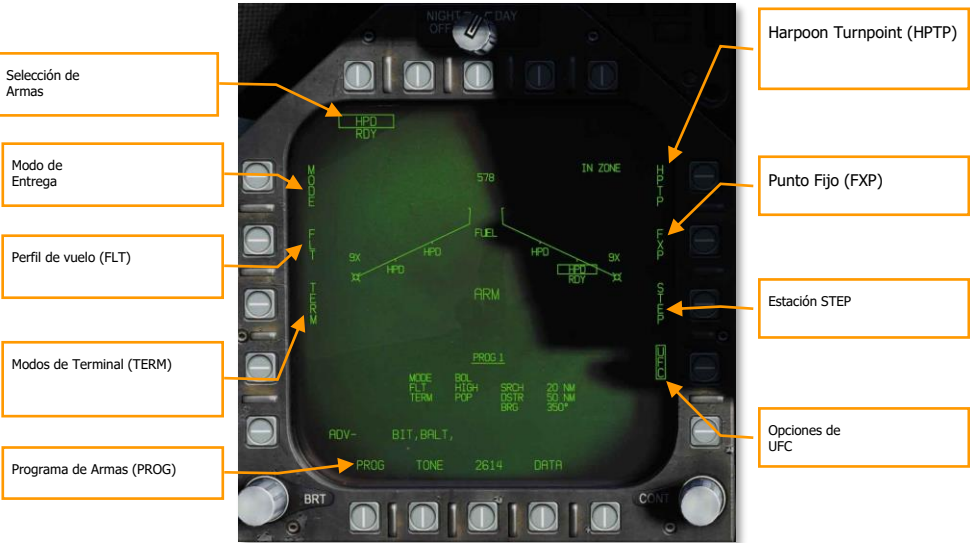 Selección de
Armas
Modo de
Entrega
Perfil de vuelo (FLT)
Modos de Terminal (TERM)
Programa de Armas (PROG)
NIGHT DAY
OFF
HPD
RDY
MODE
FLT
TERM
578
IN ZONE
FUEL
9X
HPD
HPD
HPD
HPD
RDY
9X
ARM
PROG 1
MODE BOL
FLT HIGH SRCH 20 NM
TERM POP DSTR 50 NM
BRG 350°
ADV- BIT,BALT,
PROG TONE 2614 DATA
HPTP
FXP
STEP
UFC
BRT
CONT
Harpoon Turnpoint (HPTP)
Punto Fijo (FXP)
Estación STEP
Opciones de
UFC